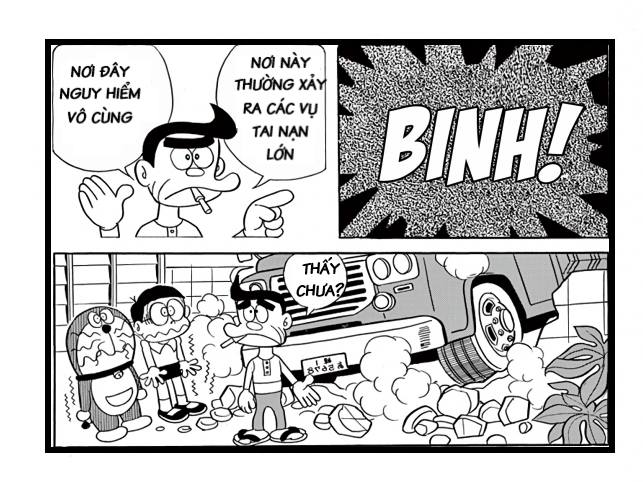 NƠI ĐÂY
NGUY HIỂM
VÔ CÙNG
NƠI NÀY
THƯỜNG XẢY
RA CÁC VỤ
TAI NẠN
LỚN
BINH!
THẤY
CHƯA?